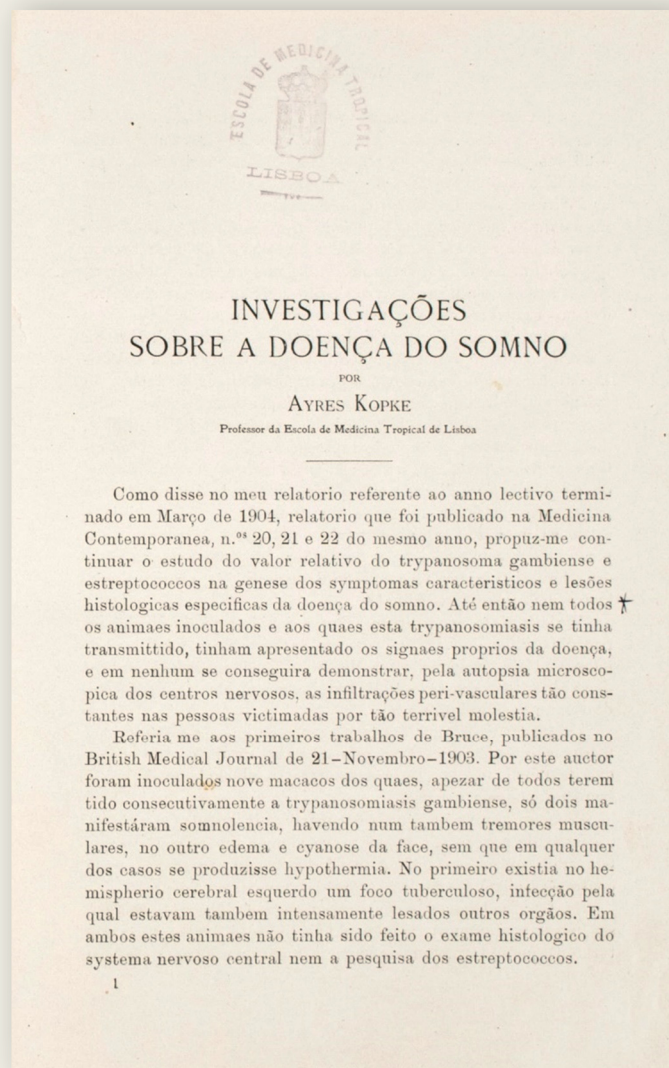 ESCOLA DE MEDICINA TROPICAL
LISBOA
INVESTIGAÇÕES
SOBRE A DOENÇA DO SOMNO
POR
AYRES KOPKE
Professor da Escola de Medicina Tropical de Lisboa
Como disse no meu relatorio referente ao anno lectivo termi-
nado em Março de 1904, relatorio que foi publicado na Medicina
Contemporanea, n.os 20, 21 e 22 do mesmo anno, propuz-me con-
tinuar o estudo do valor relativo do trypanosoma gambiense e
estreptococcos na genese dos symptomas caracteristicos e lesões
histologicas especificas da doença do somno. Até então nem todos
os animaes inoculados e aos quaes esta trypanosomiasis se tinha
transmittido, tinham apresentado os signaes proprios da doença,
e em nenhum se conseguira demonstrar, pela autopsia microsco-
pica dos centros nervosos, as infiltrações peri-vasculares tão cons-
tantes nas pessoas victimadas por tão terrivel molestia.
Referia me aos primeiros trabalhos de Bruce, publicados no
British Medical Journal de 21–Novembro–1903. Por este auctor
foram inoculados nove macacos dos quaes, apezar de todos terem
tido consecutivamente a trypanosomiasis gambiense, só dois ma-
nifestáram somnolencia, havendo num tambem tremores muscu-
lares, no outro edema e cyanose da face, sem que em qualquer
dos casos se produzisse hypothermia. No primeiro existia no he-
mispherio cerebral esquerdo um foco tuberculoso, infecção pela
qual estavam tambem intensamente lesados outros orgãos. Em
ambos estes animaes não tinha sido feito o exame histologico do
systema nervoso central nem a pesquisa dos estreptococcos.
1